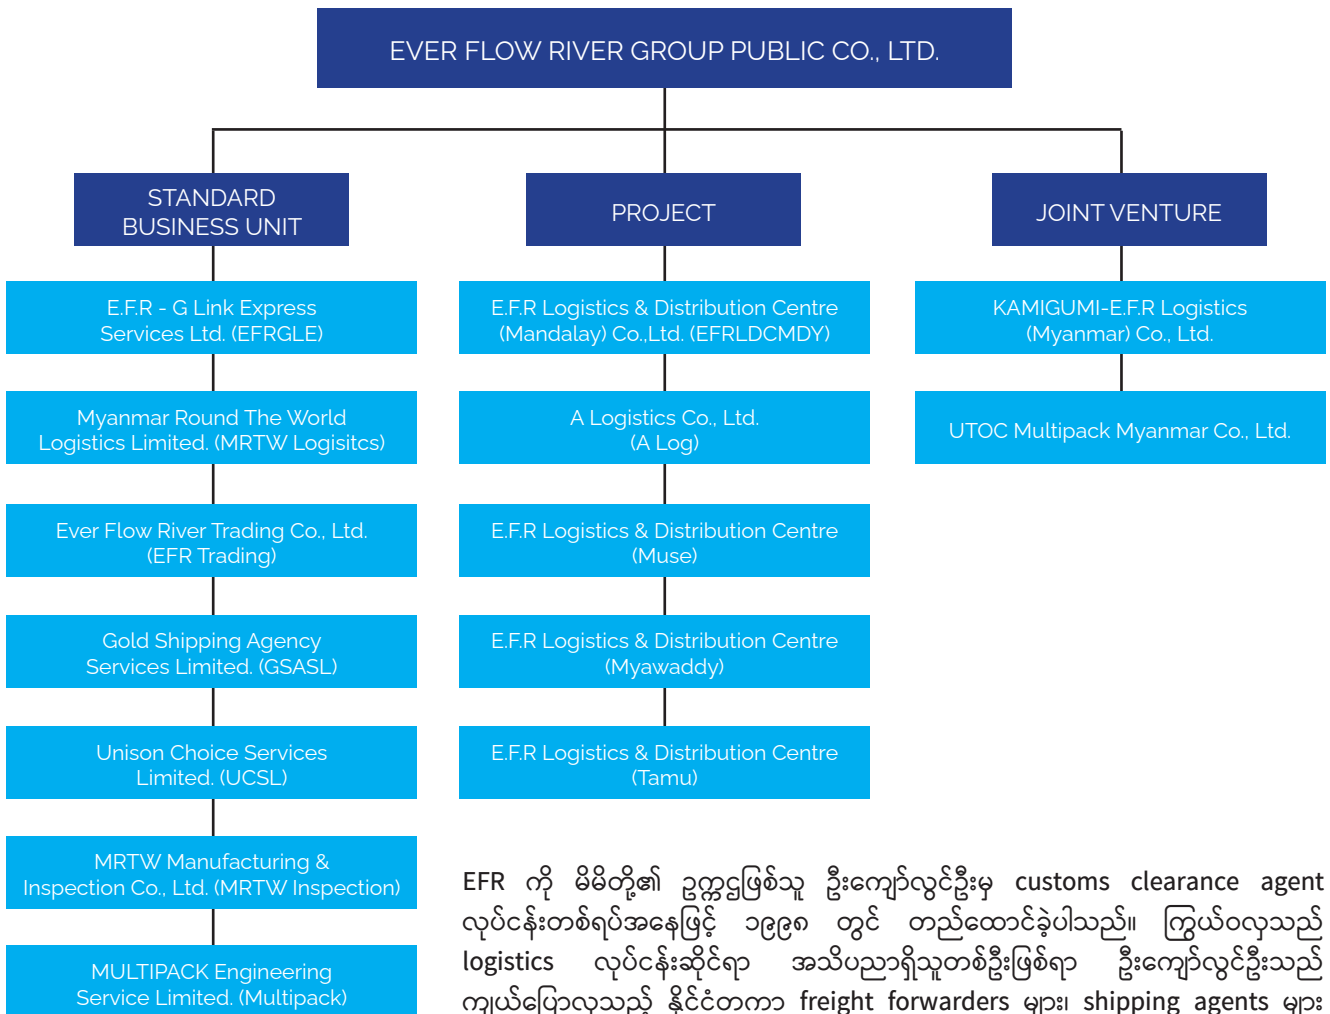 EVER FLOW RIVER GROUP PUBLIC CO., LTD.
STANDARD
BUSINESS UNIT
E.F.R - G Link Express
Services Ltd. (EFRGLE)
Myanmar Round The World
Logistics Limited. (MRTW Logisitcs)
Ever Flow River Trading Co., Ltd.
(EFR Trading)
Gold Shipping Agency
Services Limited. (GSASL)
Unison Choice Services
Limited. (UCSL)
MRTW Manufacturing &
Inspection Co., Ltd. (MRTW Inspection)
MULTIPACK Engineering
Service Limited. (Multipack)
PROJECT
E.F.R Logistics & Distribution Centre
(Mandalay) Co.,Ltd. (EFRLDCMDY)
A Logistics Co., Ltd.
(A Log)
E.F.R Logistics & Distribution Centre
(Muse)
E.F.R Logistics & Distribution Centre
(Myawaddy)
E.F.R Logistics & Distribution Centre
(Tamu)
JOINT VENTURE
KAMIGUMI-E.F.R Logistics
(Myanmar) Co., Ltd.
UTOC Multipack Myanmar Co., Ltd.
EFR ကို မိမိတို့၏ ဥက္ကဌဖြစ်သူ ဦးကျော်လွင်ဦးမှ customs clearance agent
လုပ်ငန်းတစ်ရပ်အနေဖြင့် ၁၉၉၈ တွင် တည်ထောင်ခဲ့ပါသည်။ ကြွယ်ဝလှသည်
logistics လုပ်ငန်းဆိုင်ရာ အသိပညာရှိသူတစ်ဦးဖြစ်ရာ ဦးကျော်လွင်ဦးသည်
ကျယ်ပြောလှသည့် နိုင်ငံတကာ freight forwarders များ၊ shipping agents များ